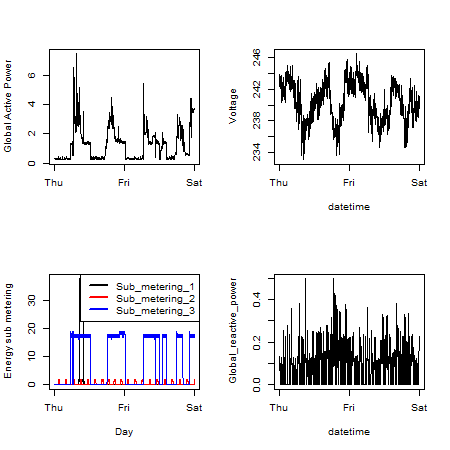 Global Active Power
0 2 4 6
Thu Fri Sat
Voltage
234 238 242 246
Thu Fri Sat
datetime
Energy sub metering
0 10 20 30
Sub_metering_1
Sub_metering_2
Sub_metering_3
Thu Fri Sat
Day
Global_reactive_power
0.0 0.2 0.4
Thu Fri Sat
datetime